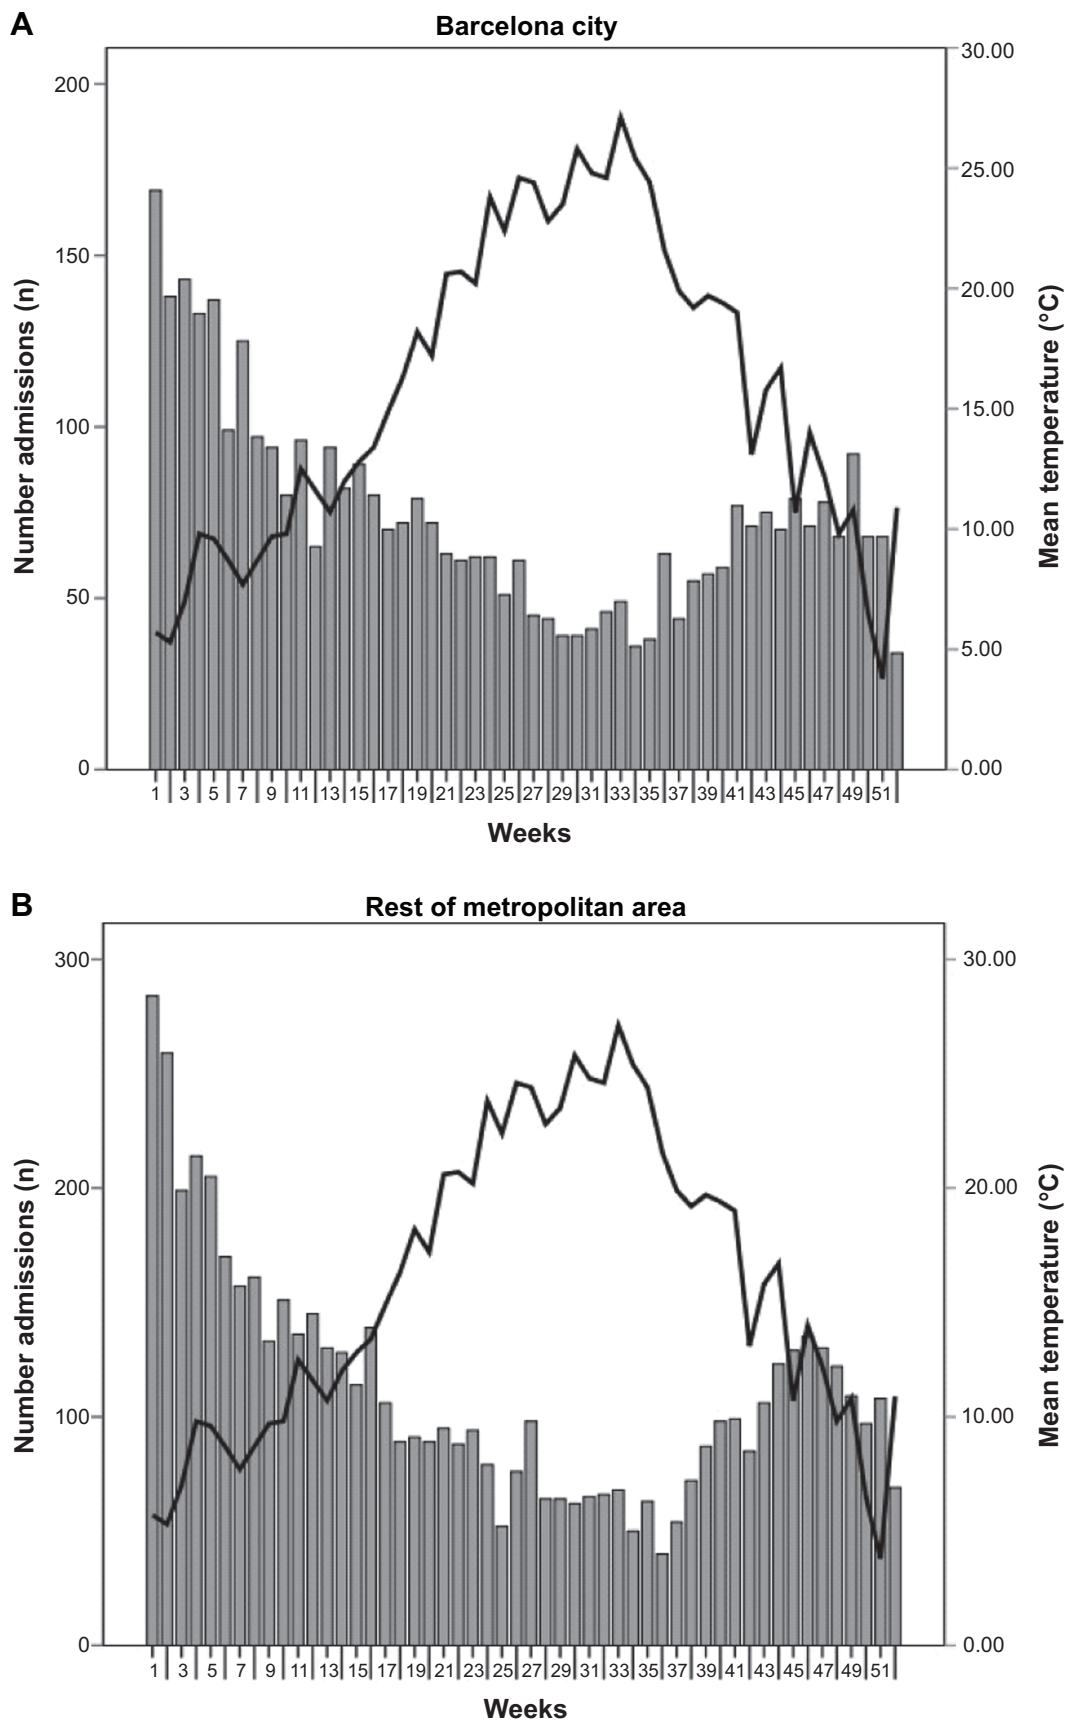 A
Barcelona city
200
150
100
50
0
Number admissions (n)
30.00
25.00
20.00
15.00
10.00
5.00
0.00
Mean temperature (°C)
1 3 5 7 9 11 13 15 17 19 21 23 25 27 29 31 33 35 37 39 41 43 45 47 49 51
Weeks
B
Rest of metropolitan area
300
200
100
0
Number admissions (n)
30.00
20.00
10.00
0.00
Mean temperature (°C)
1 3 5 7 9 11 13 15 17 19 21 23 25 27 29 31 33 35 37 39 41 43 45 47 49 51
Weeks